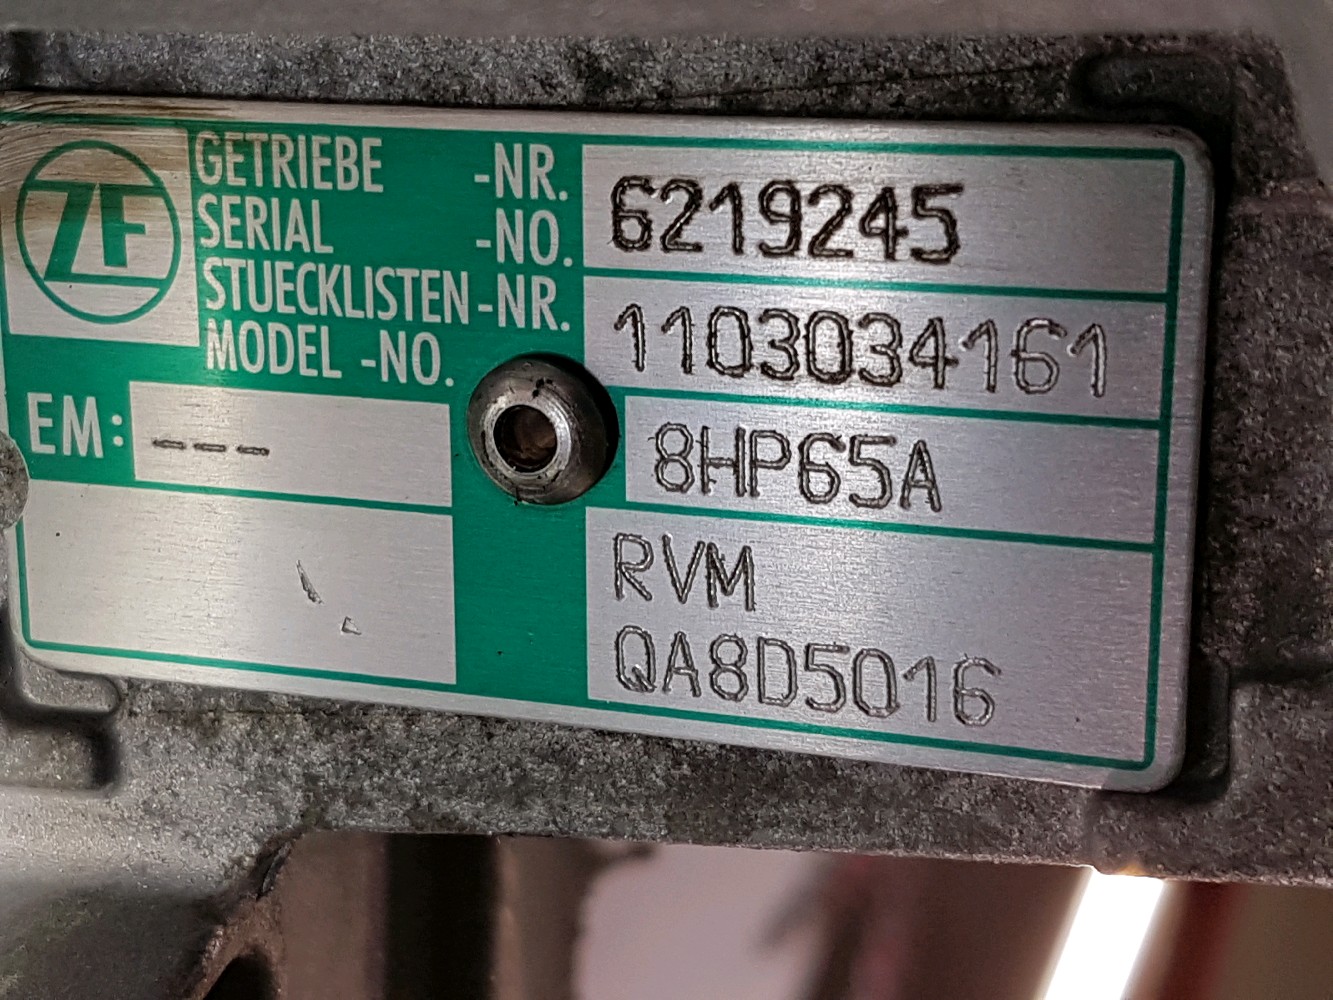 ZF
GETRIEBE -NR.
SERIAL -NO.
6219245
STUECKLISTEN -NR.
MODEL -NO.
1103034161
EM: ---
8HP65A
RVM
QA8D5016